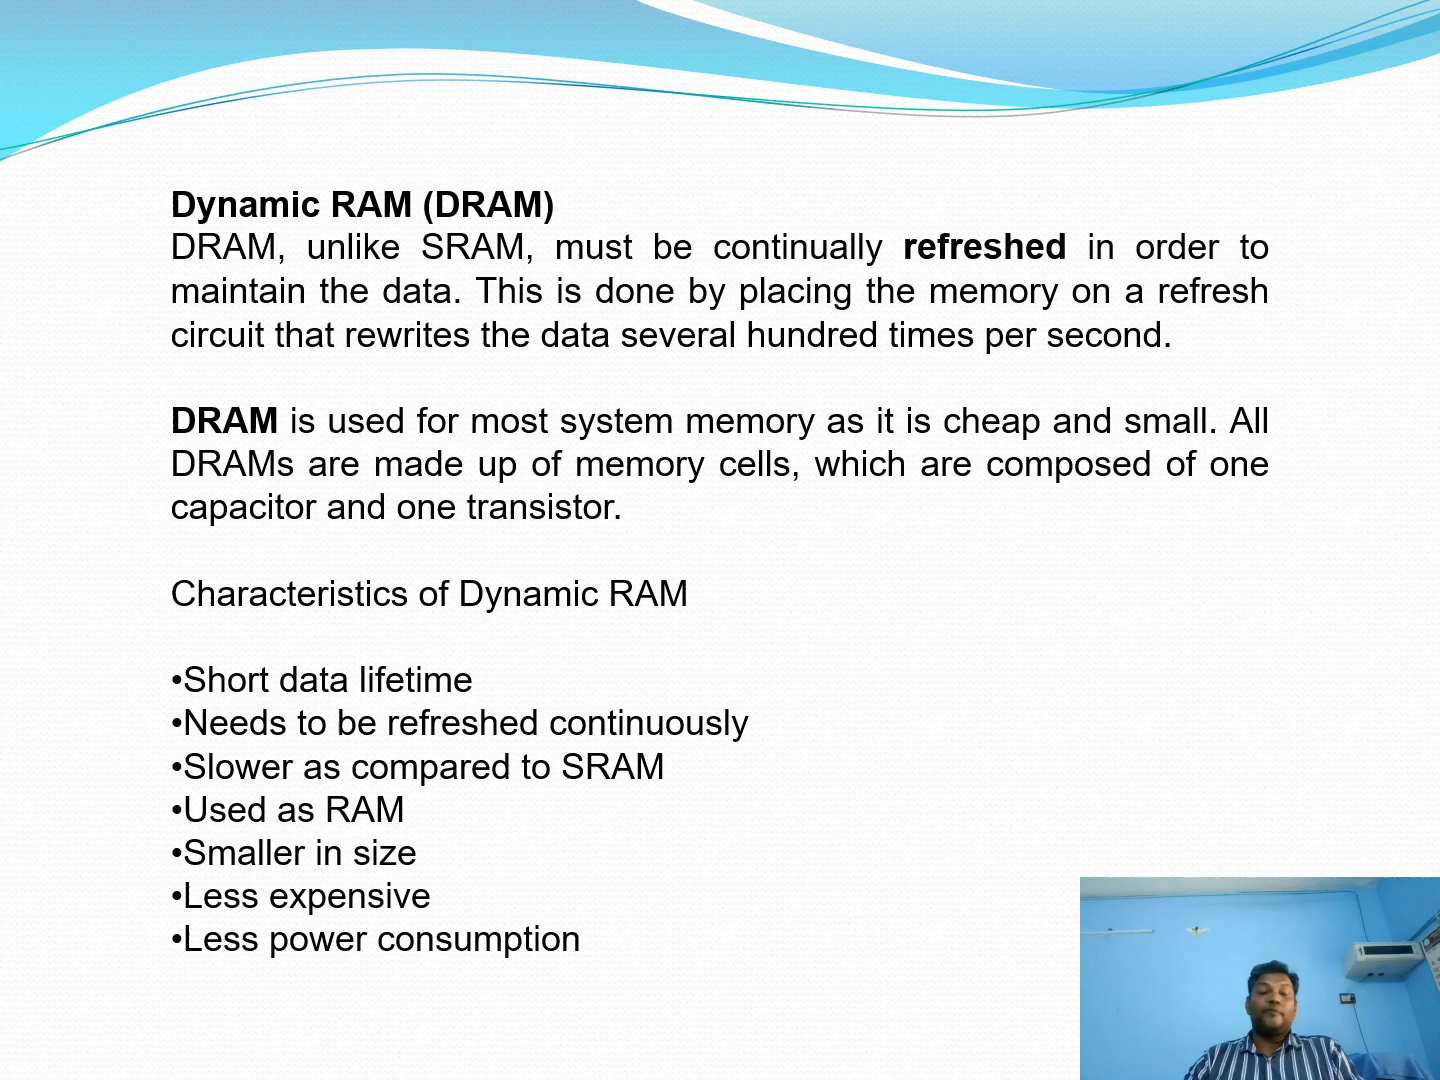 Dynamic RAM (DRAM)
DRAM, unlike SRAM, must be continually refreshed in order to
maintain the data. This is done by placing the memory on a refresh
circuit that rewrites the data several hundred times per second.
DRAM is used for most system memory as it is cheap and small. All
DRAMs are made up of memory cells, which are composed of one
capacitor and one transistor.
Characteristics of Dynamic RAM
•Short data lifetime
•Needs to be refreshed continuously
•Slower as compared to SRAM
•Used as RAM
•Smaller in size
•Less expensive
•Less power consumption